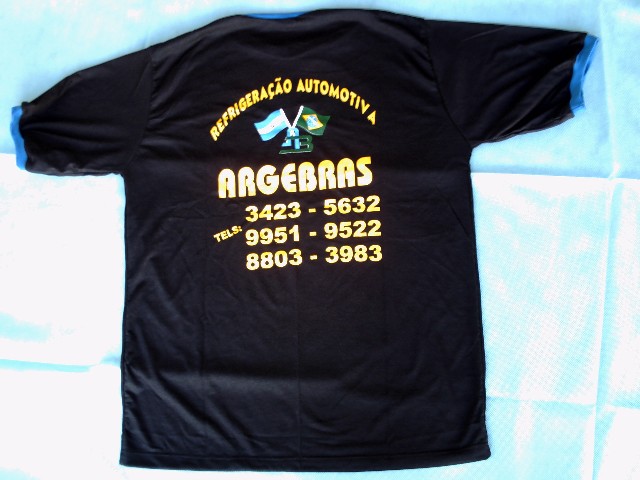 REFRIGERAÇÃO AUTOMOTIVA
ARGEBRAS
3423 - 5632
TELS: 9951 - 9522
8803 - 3983